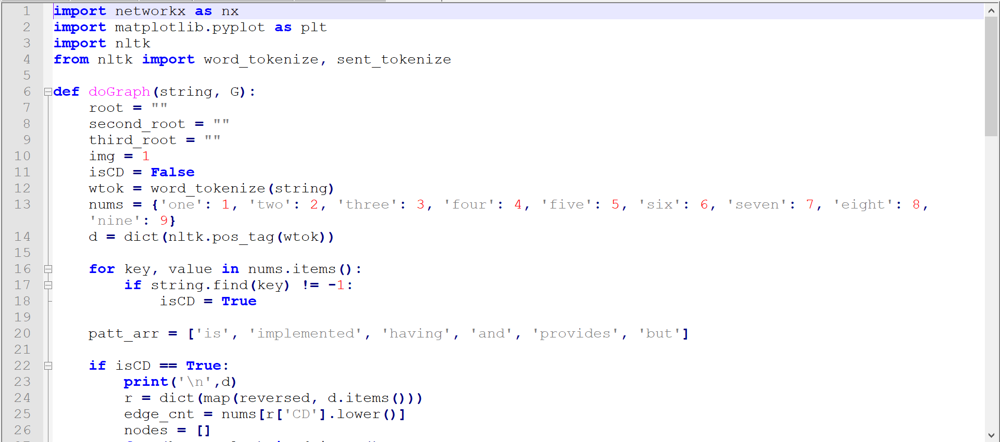 1 import networkx as nx
2 import matplotlib.pyplot as plt
3 import nltk
4 from nltk import word_tokenize, sent_tokenize
5
6 def doGraph(string, G):
7 root = ""
8 second_root = ""
9 third_root = ""
10 img = 1
11 isCD = False
12 wtok = word_tokenize(string)
13 nums = {'one': 1, 'two': 2, 'three': 3, 'four': 4, 'five': 5, 'six': 6, 'seven': 7, 'eight': 8,
'nine': 9}
14 d = dict(nltk.pos_tag(wtok))
15
16 for key, value in nums.items():
17 if string.find(key) != -1:
18 isCD = True
19
20 patt_arr = ['is', 'implemented', 'having', 'and', 'provides', 'but']
21
22 if isCD == True:
23 print('\n',d)
24 r = dict(map(reversed, d.items()))
25 edge_cnt = nums[r['CD'].lower()]
26 nodes = []